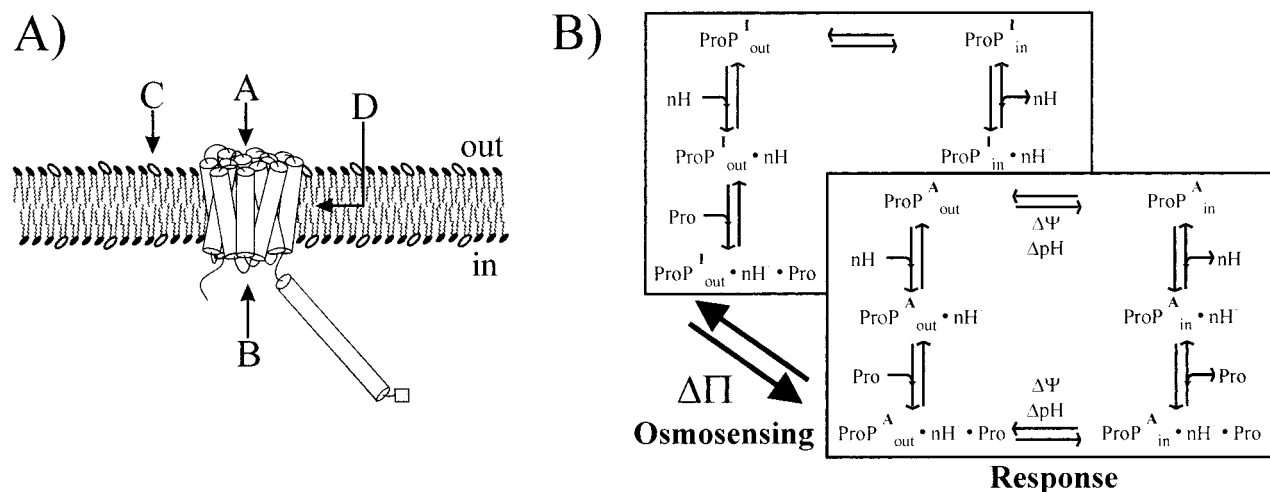 A)
C
A
D
out
in
B
B)
ProP I out
ProP I in
nH
nH
ProP I out • nH
ProP I in • nH
Pro
ProP I out • nH • Pro
ProP A out
ProP A in
ΔΨ
ΔpH
nH
nH
ProP A out • nH
ProP A in • nH
Pro
Pro
ΔΨ
ΔpH
ProP A out • nH • Pro
ProP A in • nH • Pro
ΔΠ
Osmosensing
Response